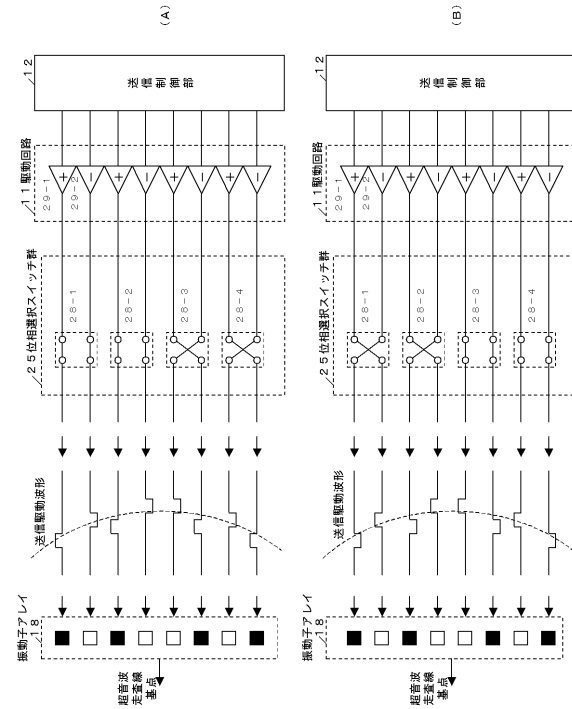 (A)
12
送信制御部
11駆動回路
29-1
29-2
+
−
+
−
+
−
+
−
25位相選択スイッチ群
28-1
28-2
28-3
28-4
送信駆動波形
振動子アレイ
18
超音波
走査線
基点
(B)
12
送信制御部
11駆動回路
29-1
29-2
+
−
+
−
+
−
+
−
25位相選択スイッチ群
28-1
28-2
28-3
28-4
送信駆動波形
振動子アレイ
18
超音波
走査線
基点